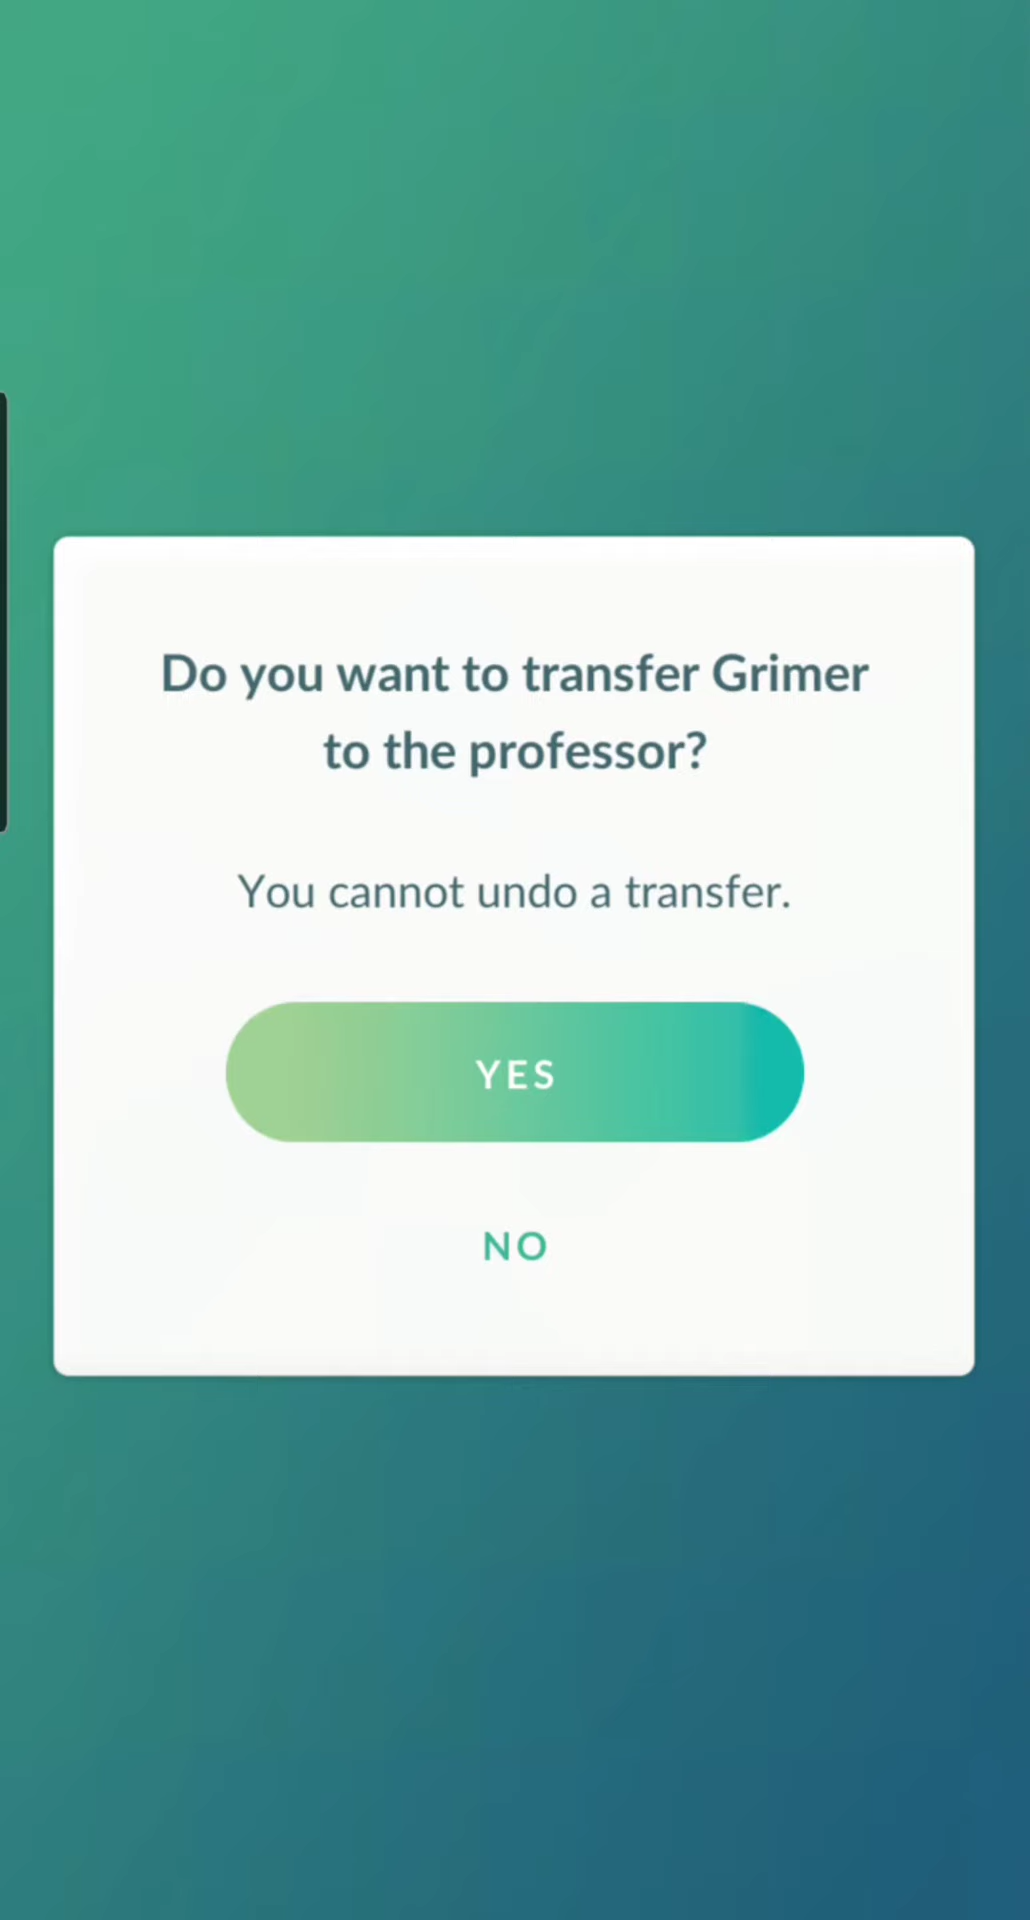 Do you want to transfer Grimer
to the professor?
You cannot undo a transfer.
YES
NO